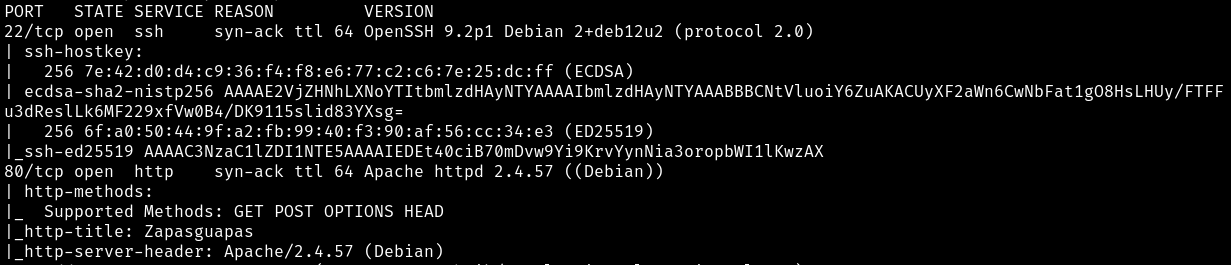 PORT   STATE SERVICE REASON         VERSION
22/tcp open  ssh     syn-ack ttl 64 OpenSSH 9.2p1 Debian 2+deb12u2 (protocol 2.0)
| ssh-hostkey:
|   256 7e:42:d0:d4:c9:36:f4:f8:e6:77:c2:c6:7e:25:dc:ff (ECDSA)
| ecdsa-sha2-nistp256 AAAAE2VjZHNhLXNoYTItbmlzdHAyNTYAAAAIbmlzdHAyNTYAAABBBCNtVluoiY6ZuAKACUyXF2aWn6CwNbFat1gO8HsLHUy/FTFF
u3dReslLk6MF229xfVw0B4/DK9115slid83YXsg=
|   256 6f:a0:50:44:9f:a2:fb:99:40:f3:90:af:56:cc:34:e3 (ED25519)
|_ssh-ed25519 AAAAC3NzaC1lZDI1NTE5AAAAIEDEt40ciB70mDvw9Yi9KrvYynNia3oropbWI1lKwzAX
80/tcp open  http    syn-ack ttl 64 Apache httpd 2.4.57 ((Debian))
| http-methods:
|_  Supported Methods: GET POST OPTIONS HEAD
|_http-title: Zapasguapas
|_http-server-header: Apache/2.4.57 (Debian)